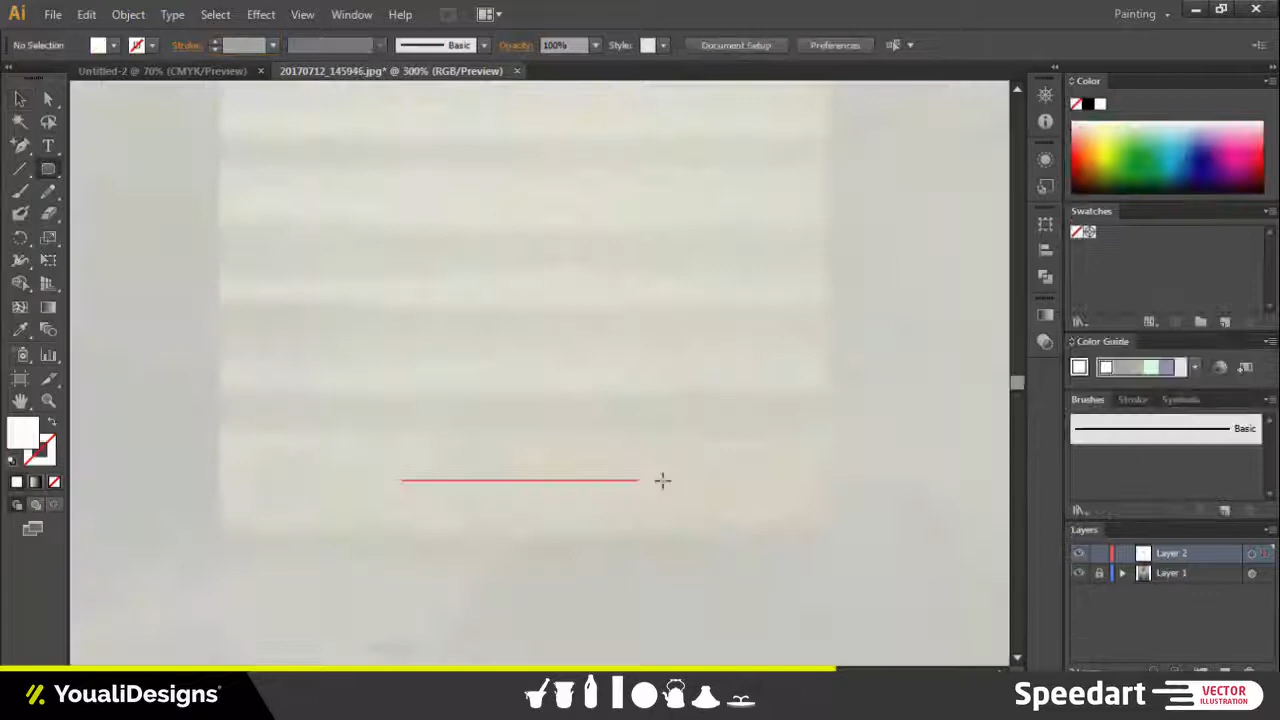 Ai File Edit Object Type Select Effect View Window Help Painting
No Selection Stroke: Basic Opacity: 100% Style: Document Setup Preferences
Untitled-2 @ 70% (CMYK/Preview) × 20170712_145946.jpg* @ 300% (RGB/Preview) ×
Color
Swatches
Color Guide
Brushes Stroke Symbols
Basic
Layers
Layer 2
Layer 1
YoualiDesigns
Speedart
VECTOR
ILLUSTRATION